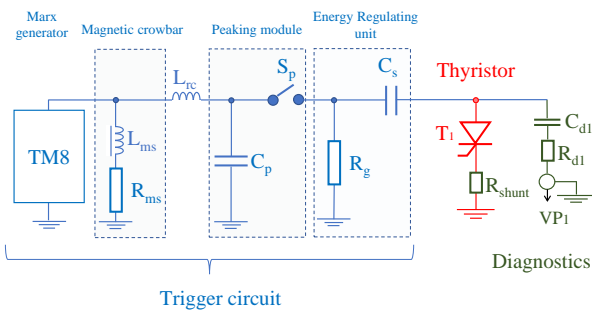 Marx
generator
Magnetic crowbar
Peaking module
Energy Regulating
unit
L_rc
S_p
C_s
Thyristor
TM8
L_ms
R_ms
C_p
R_g
T_1
R_shunt
C_d1
R_d1
VP_1
Diagnostics
Trigger circuit